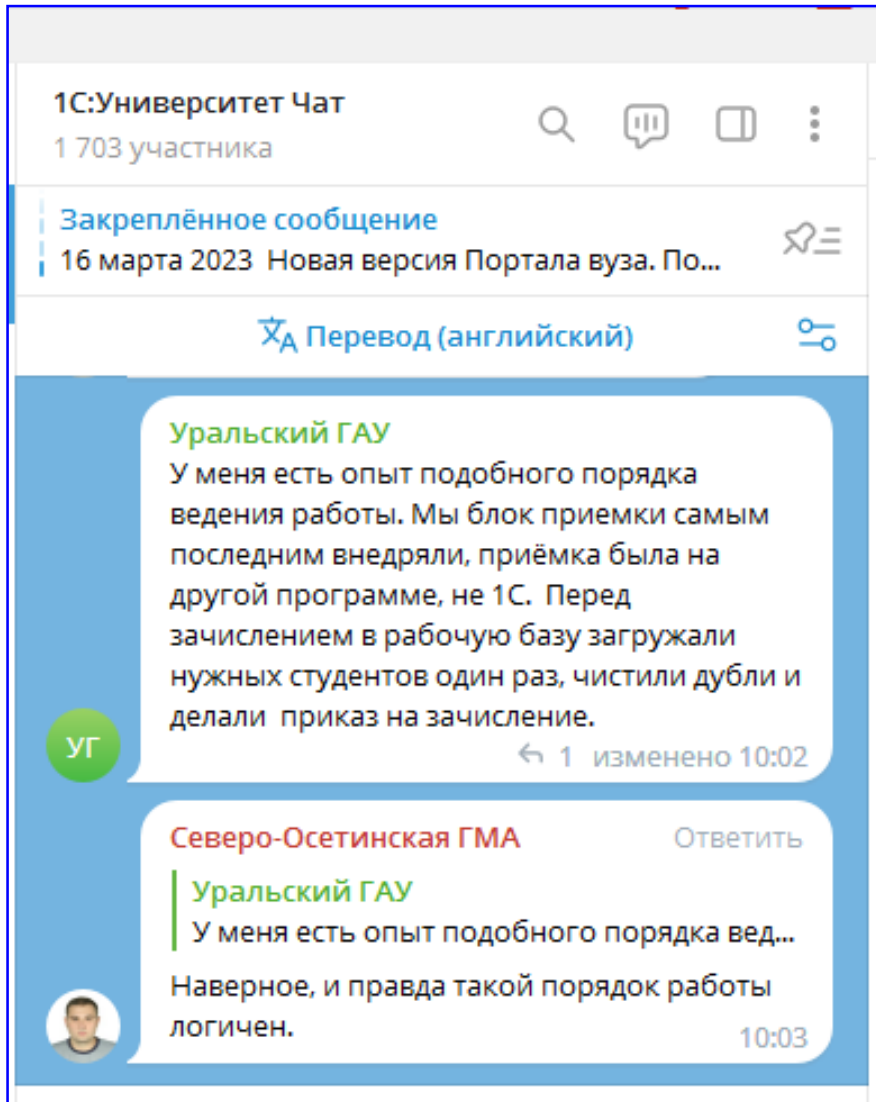 1С:Университет Чат
1 703 участника
Закреплённое сообщение
16 марта 2023 Новая версия Портала вуза. По...
Перевод (английский)
Уральский ГАУ
У меня есть опыт подобного порядка
ведения работы. Мы блок приемки самым
последним внедряли, приёмка была на
другой программе, не 1С. Перед
зачислением в рабочую базу загружали
нужных студентов один раз, чистили дубли и
делали приказ на зачисление.
УГ
1 изменено 10:02
Северо-Осетинская ГМА Ответить
Уральский ГАУ
У меня есть опыт подобного порядка вед...
Наверное, и правда такой порядок работы
логичен.
10:03